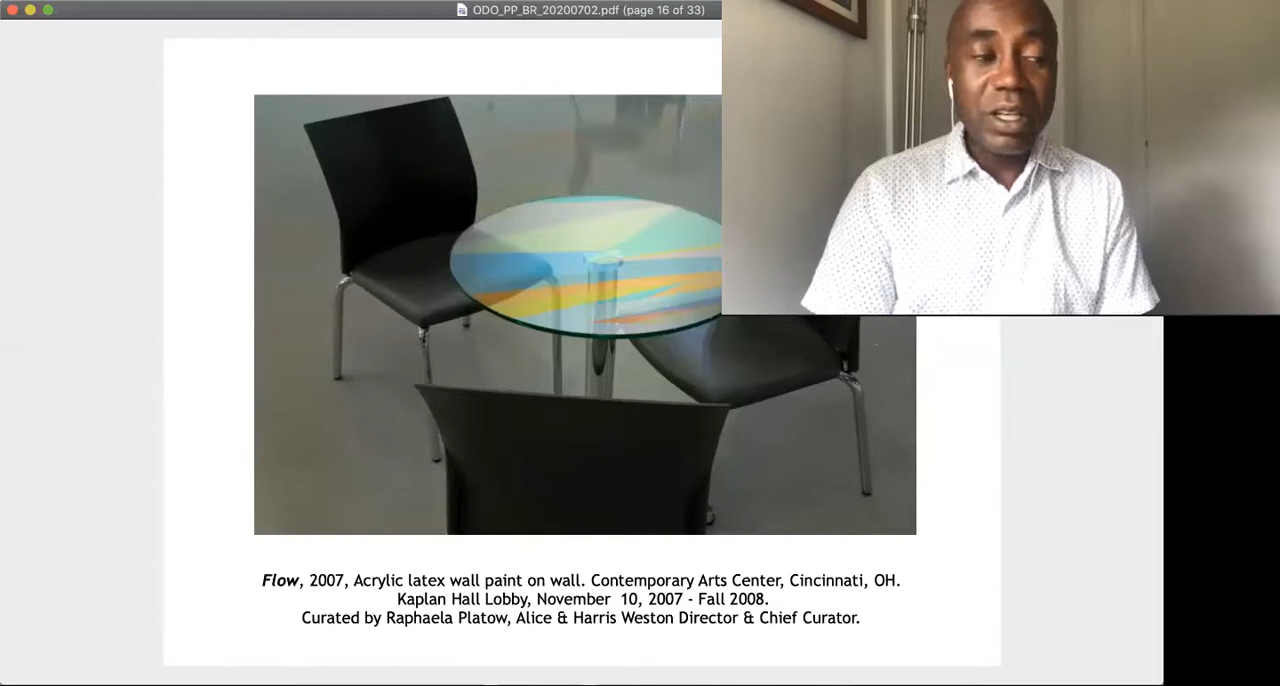 ODO_PP_BR_20200702.pdf (page 16 of 33)
Flow, 2007, Acrylic latex wall paint on wall. Contemporary Arts Center, Cincinnati, OH.
Kaplan Hall Lobby, November 10, 2007 - Fall 2008.
Curated by Raphaela Platow, Alice & Harris Weston Director & Chief Curator.